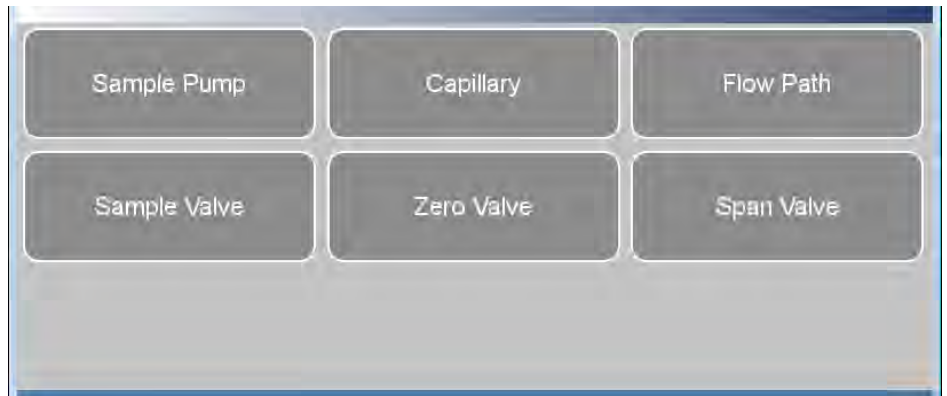 Sample Pump
Capillary
Flow Path
Sample Valve
Zero Valve
Span Valve